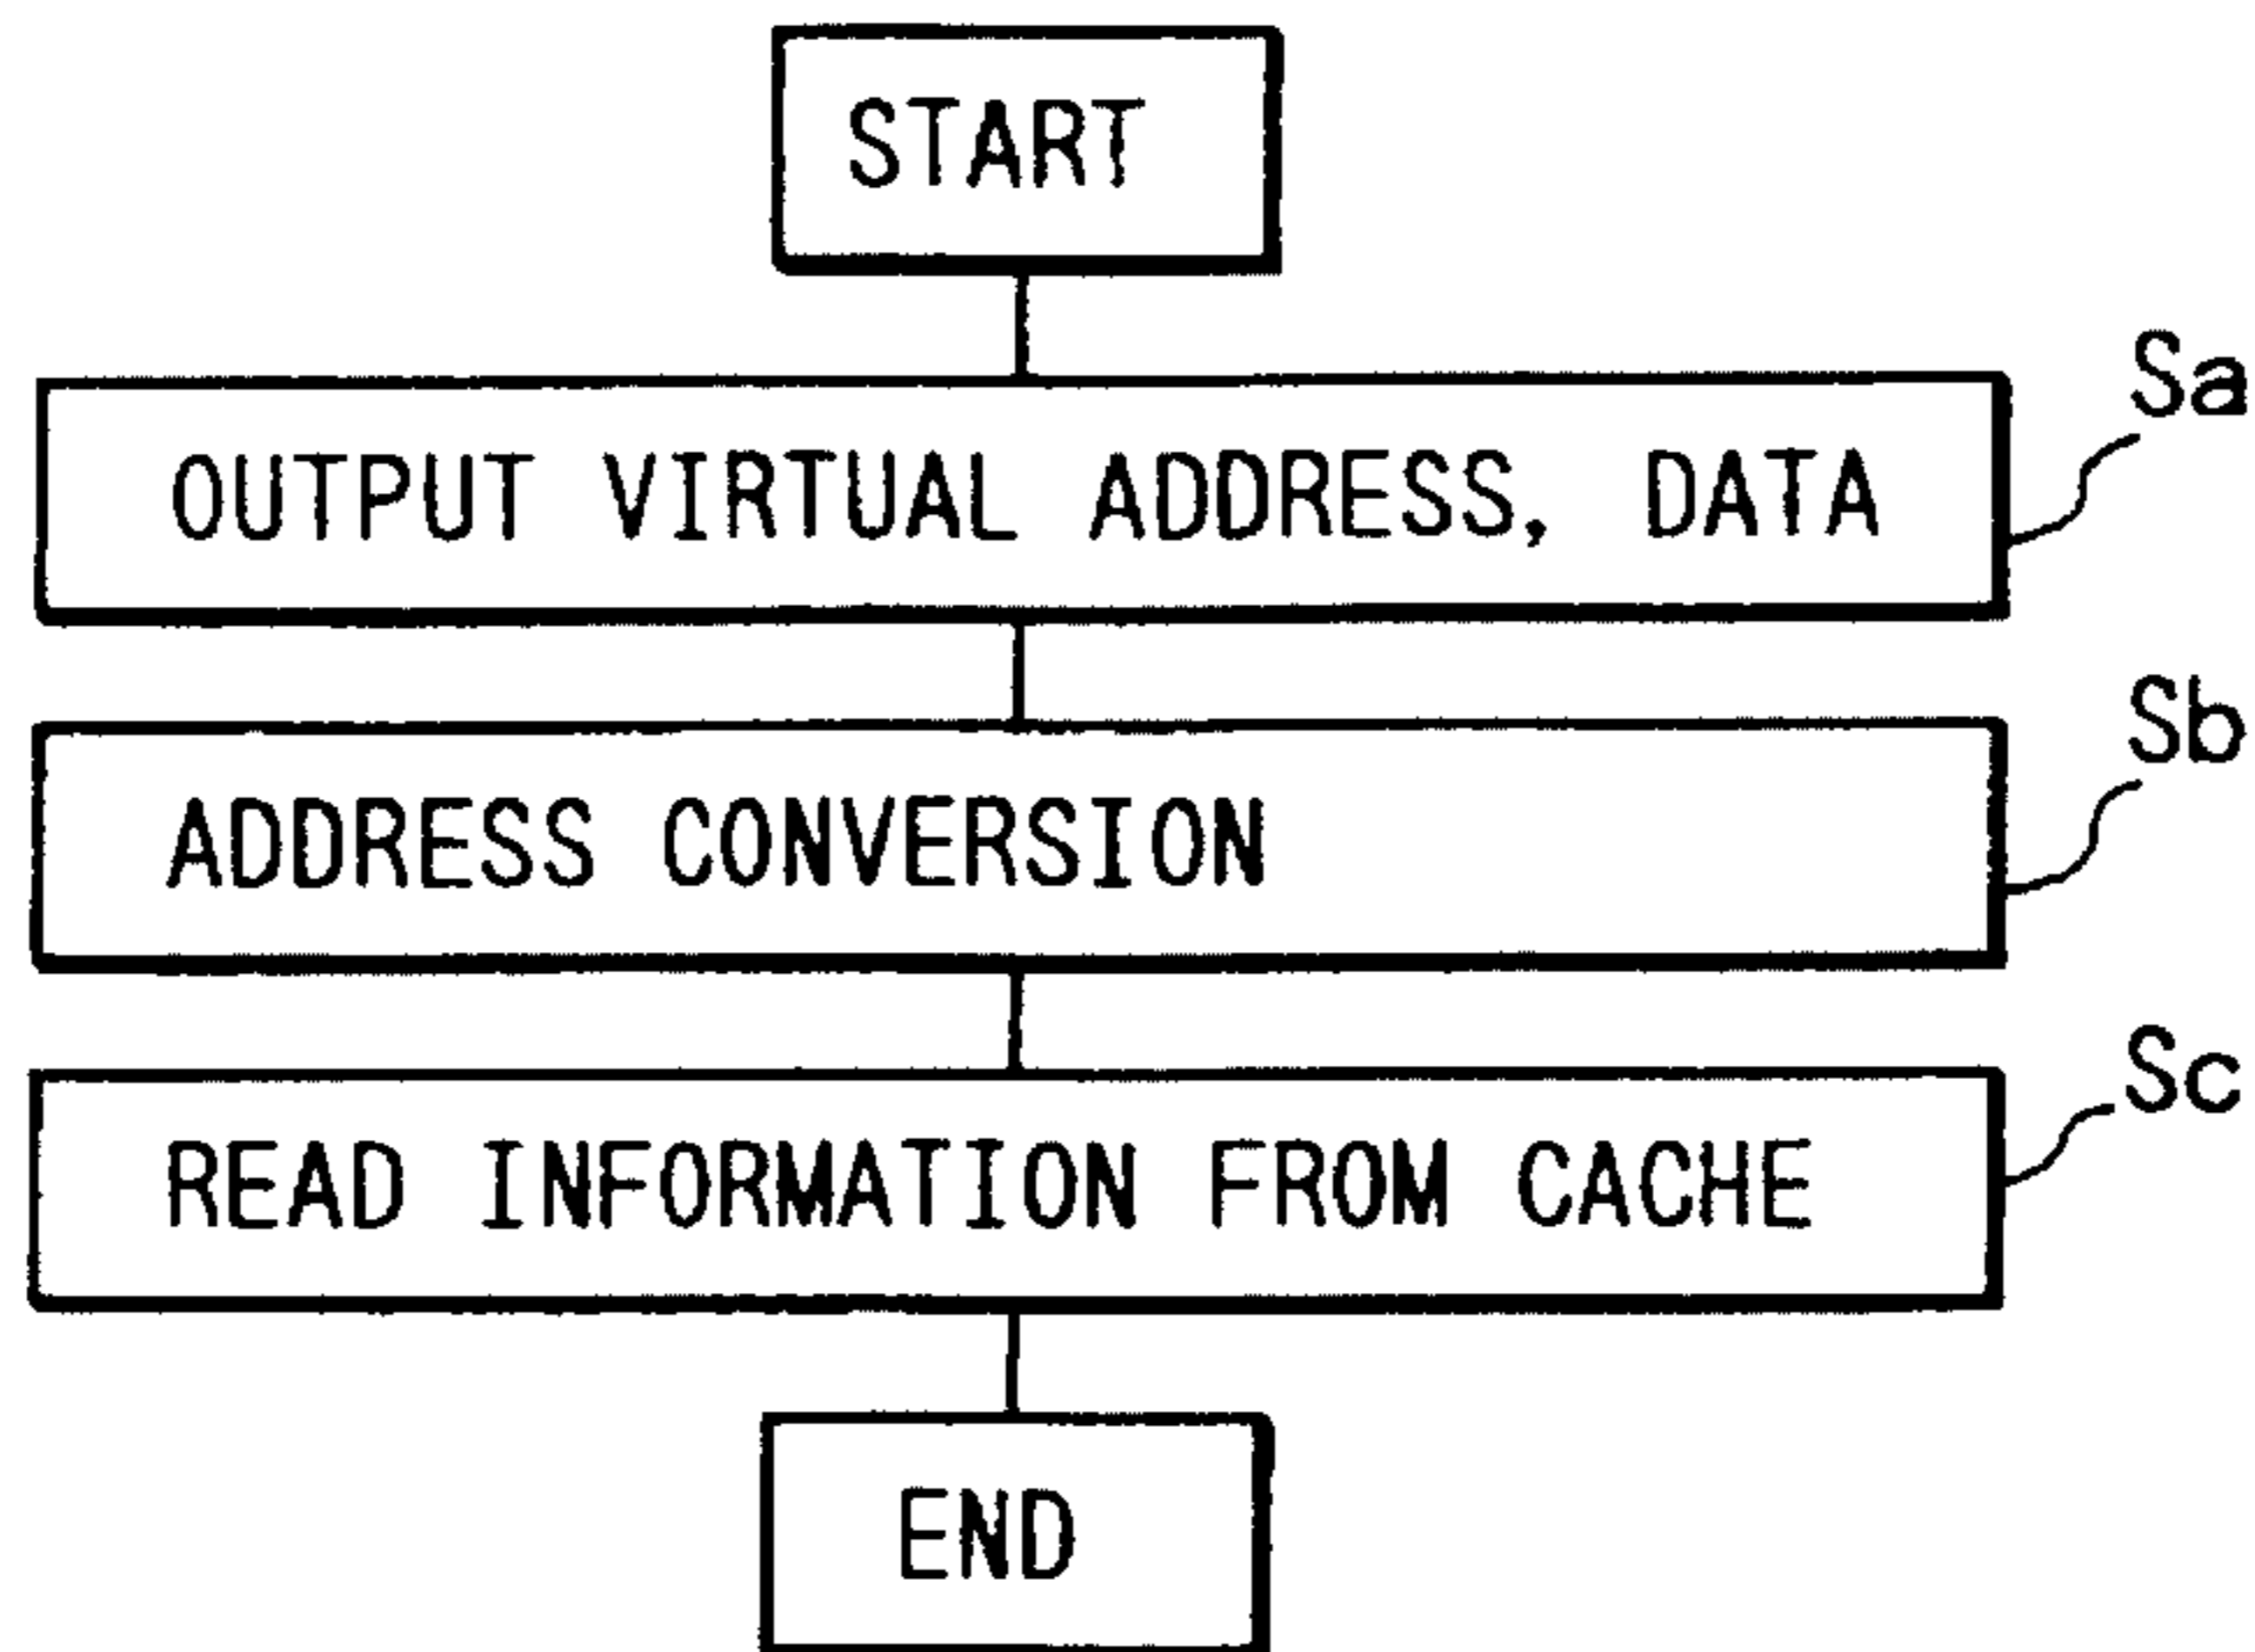 START
Sa
OUTPUT VIRTUAL ADDRESS, DATA
Sb
ADDRESS CONVERSION
Sc
READ INFORMATION FROM CACHE
END